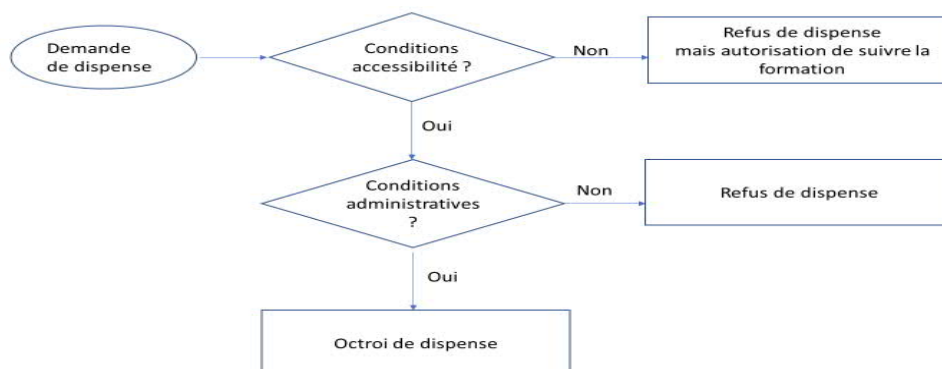 Demande
de dispense
Conditions
accessibilité ?
Non
Refus de dispense
mais autorisation de suivre la
formation
Oui
Conditions
administratives
?
Non
Refus de dispense
Oui
Octroi de dispense